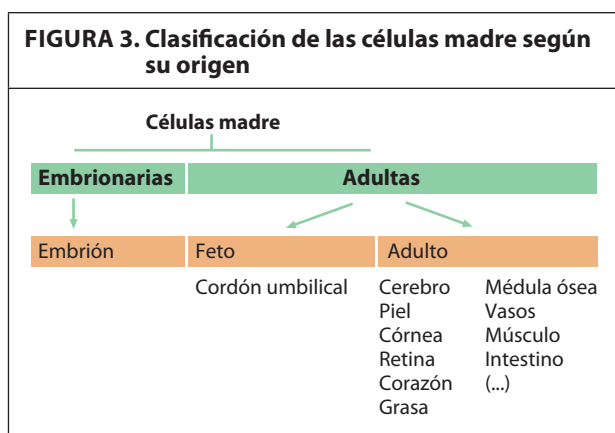 FIGURA 3. Clasificación de las células madre según
su origen
Células madre
Embrionarias
Adultas
Embrión
Feto
Adulto
Cordón umbilical
Cerebro
Piel
Córnea
Retina
Corazón
Grasa
Médula ósea
Vasos
Músculo
Intestino
(...)